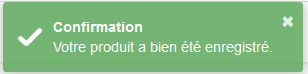 Confirmation
Votre produit a bien été enregistré.